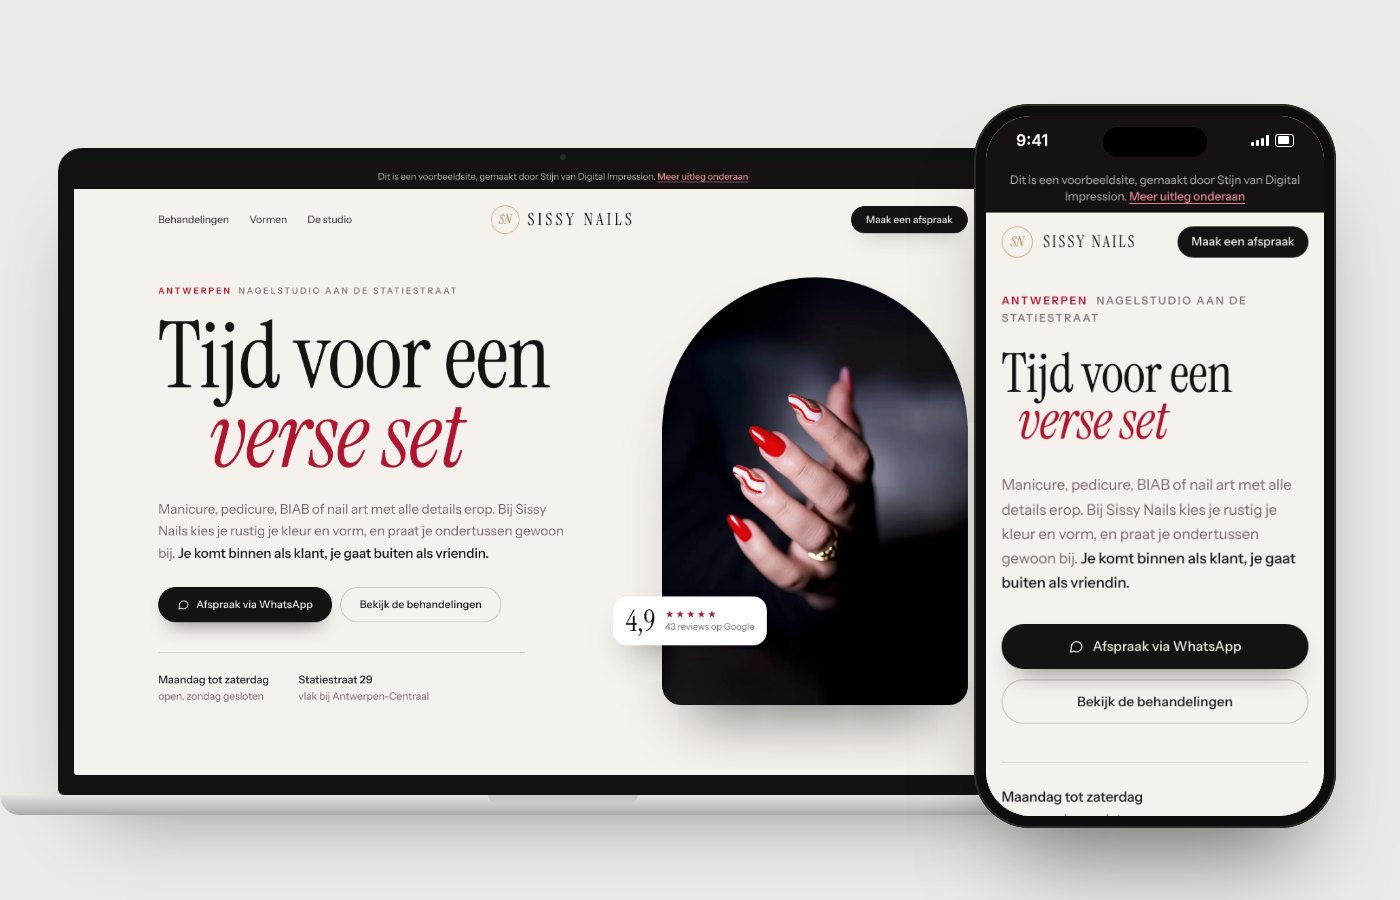 Dit is een voorbeeldsite, gemaakt door Stijn van Digital Impression. Meer uitleg onderaan
Behandelingen Vormen De studio
SN SISSY NAILS
Maak een afspraak
ANTWERPEN NAGELSTUDIO AAN DE STATIESTRAAT
Tijd voor een
verse set
Manicure, pedicure, BIAB of nail art met alle details erop. Bij Sissy
Nails kies je rustig je kleur en vorm, en praat je ondertussen gewoon
bij. Je komt binnen als klant, je gaat buiten als vriendin.
Afspraak via WhatsApp
Bekijk de behandelingen
4,9 ★★★★★
43 reviews op Google
Maandag tot zaterdag
open, zondag gesloten
Statiestraat 29
vlak bij Antwerpen-Centraal
9:41
Dit is een voorbeeldsite, gemaakt door Stijn van Digital
Impression. Meer uitleg onderaan
SN SISSY NAILS
Maak een afspraak
ANTWERPEN NAGELSTUDIO AAN DE
STATIESTRAAT
Tijd voor een
verse set
Manicure, pedicure, BIAB of nail art met alle
details erop. Bij Sissy Nails kies je rustig je
kleur en vorm, en praat je ondertussen
gewoon bij. Je komt binnen als klant, je gaat
buiten als vriendin.
Afspraak via WhatsApp
Bekijk de behandelingen
Maandag tot zaterdag